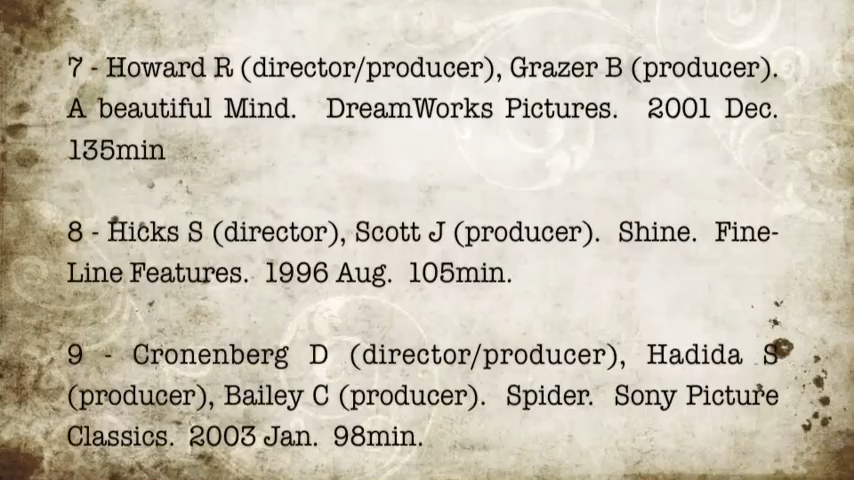 7 - Howard R (director/producer), Grazer B (producer).
A beautiful Mind. DreamWorks Pictures. 2001 Dec.
135min
8 - Hicks S (director), Scott J (producer). Shine. Fine-
Line Features. 1996 Aug. 105min.
9 - Cronenberg D (director/producer), Hadida S
(producer), Bailey C (producer). Spider. Sony Picture
Classics. 2003 Jan. 98min.